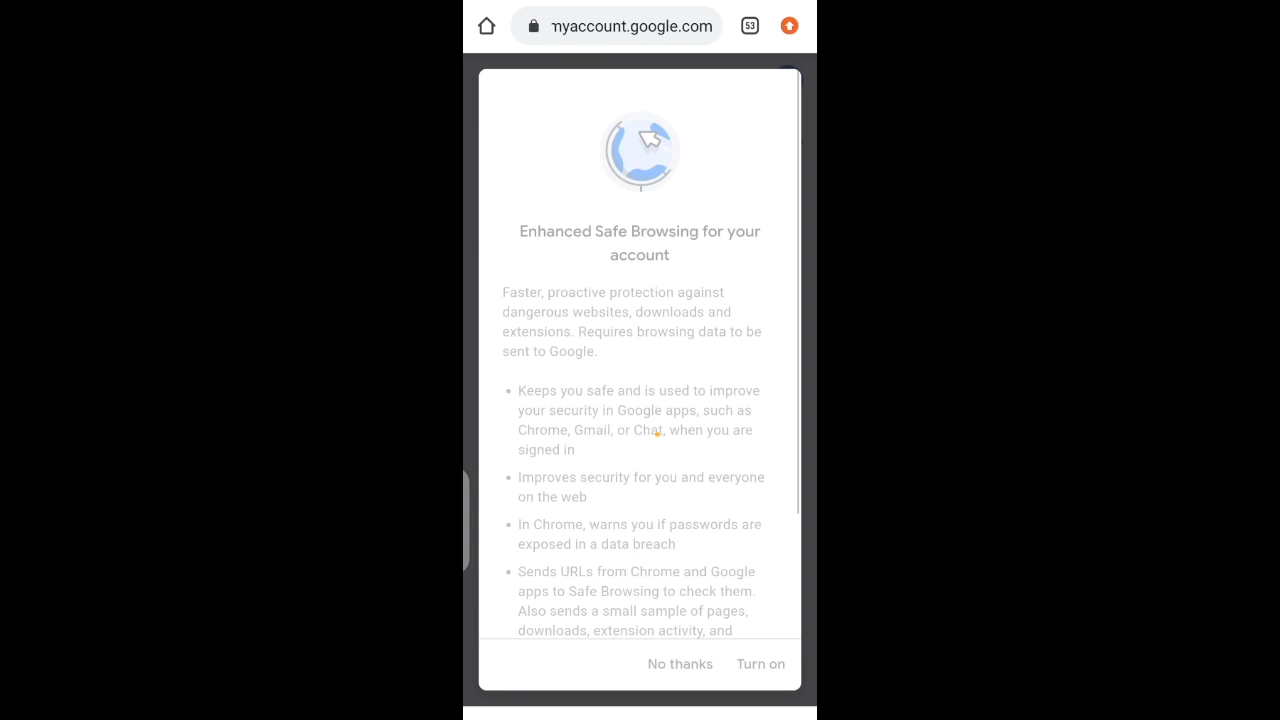 myaccount.google.com
53
Enhanced Safe Browsing for your
account
Faster, proactive protection against
dangerous websites, downloads and
extensions. Requires browsing data to be
sent to Google.
• Keeps you safe and is used to improve
your security in Google apps, such as
Chrome, Gmail, or Chat, when you are
signed in
• Improves security for you and everyone
on the web
• In Chrome, warns you if passwords are
exposed in a data breach
• Sends URLs from Chrome and Google
apps to Safe Browsing to check them.
Also sends a small sample of pages,
downloads, extension activity, and
No thanks
Turn on